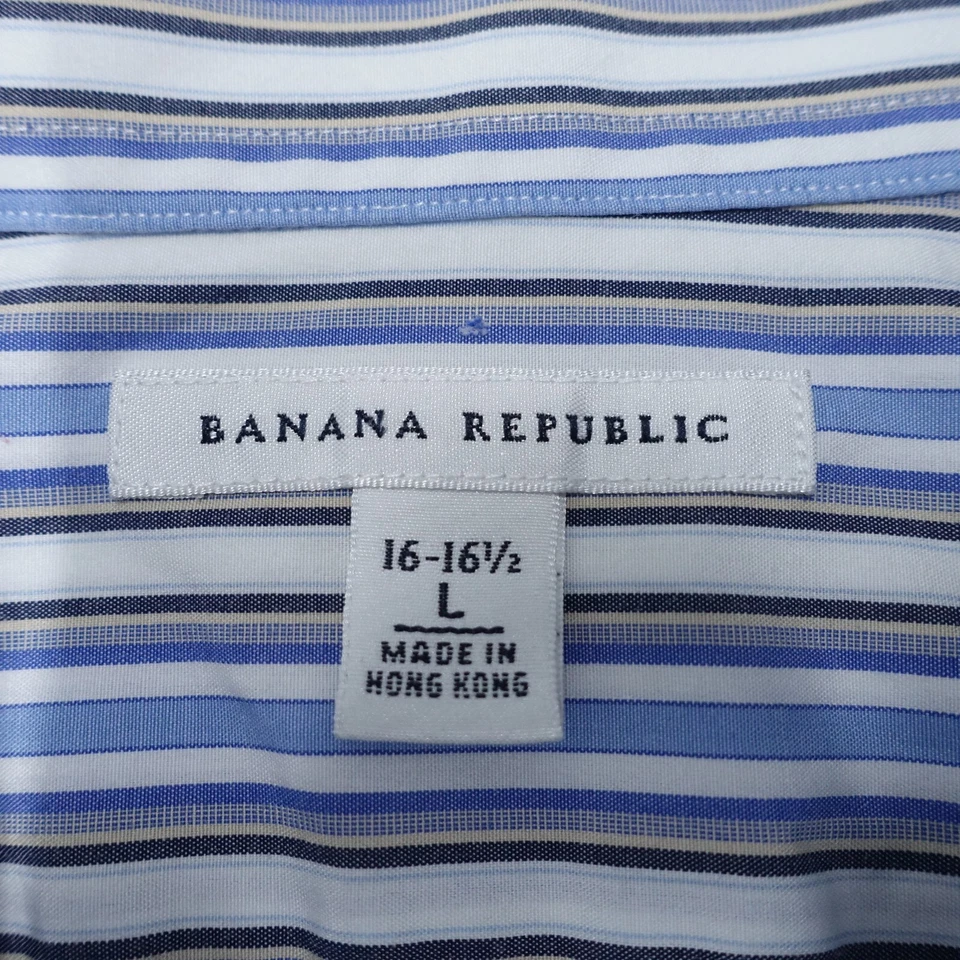 BANANA REPUBLIC
16-16½
L
MADE IN
HONG KONG